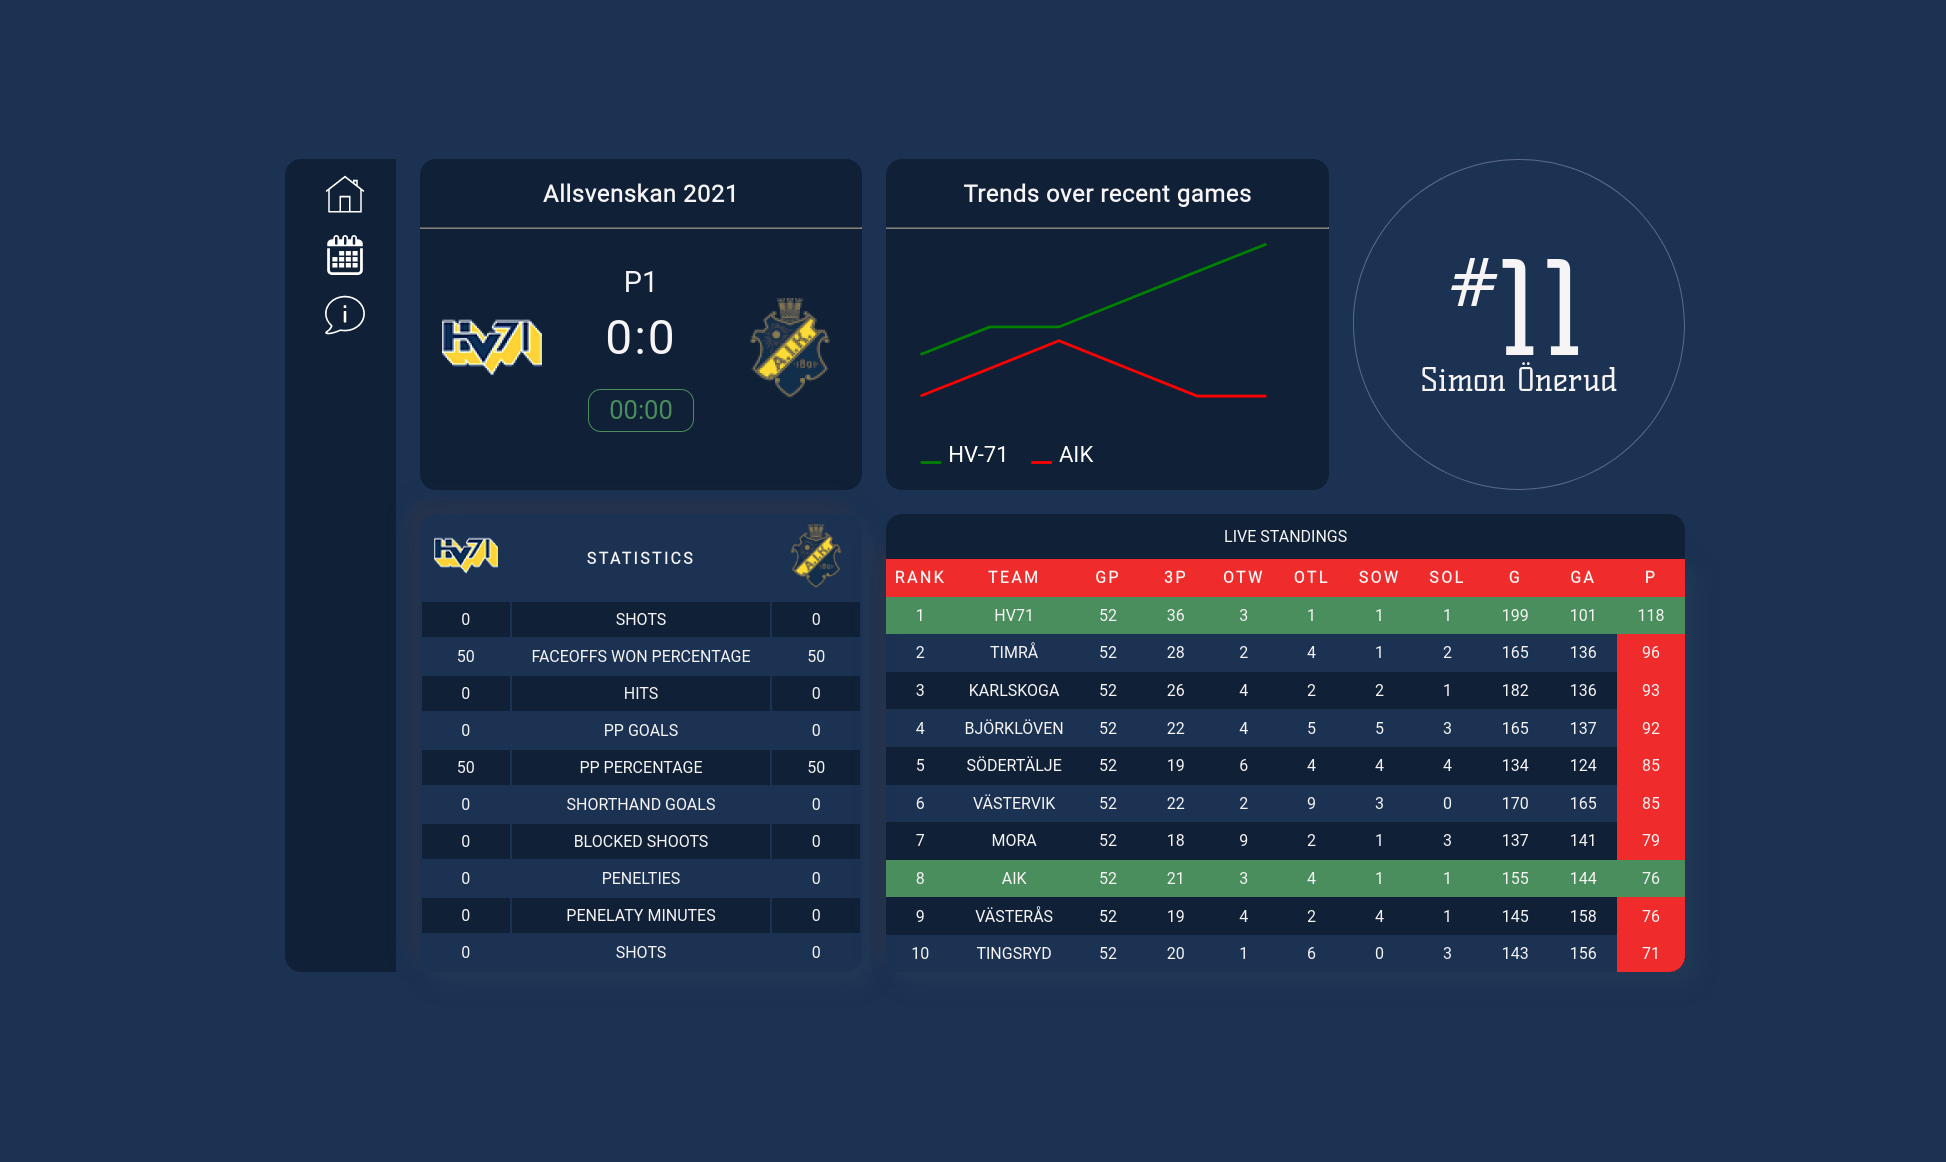 Allsvenskan 2021
P1
HV71
0:0
A.I.K.
1891
00:00
Trends over recent games
HV-71 AIK
#11
Simon Önerud
HV71 STATISTICS A.I.K.
1891
0 SHOTS 0
50 FACEOFFS WON PERCENTAGE 50
0 HITS 0
0 PP GOALS 0
50 PP PERCENTAGE 50
0 SHORTHAND GOALS 0
0 BLOCKED SHOOTS 0
0 PENELTIES 0
0 PENELATY MINUTES 0
0 SHOTS 0
LIVE STANDINGS
RANK TEAM GP 3P OTW OTL SOW SOL G GA P
1 HV71 52 36 3 1 1 1 199 101 118
2 TIMRÅ 52 28 2 4 1 2 165 136 96
3 KARLSKOGA 52 26 4 2 2 1 182 136 93
4 BJÖRKLÖVEN 52 22 4 5 5 3 165 137 92
5 SÖDERTÄLJE 52 19 6 4 4 4 134 124 85
6 VÄSTERVIK 52 22 2 9 3 0 170 165 85
7 MORA 52 18 9 2 1 3 137 141 79
8 AIK 52 21 3 4 1 1 155 144 76
9 VÄSTERÅS 52 19 4 2 4 1 145 158 76
10 TINGSRYD 52 20 1 6 0 3 143 156 71